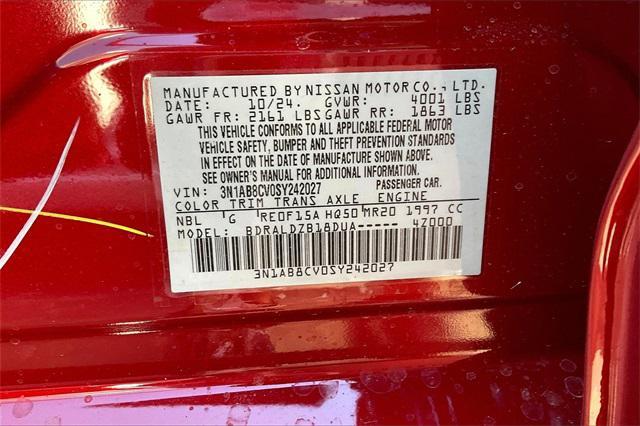 MANUFACTURED BY NISSAN MOTOR CO., LTD.
DATE: 10/24. GVWR: 4001 LBS
GAWR FR: 2161 LBS GAWR RR: 1863 LBS
THIS VEHICLE CONFORMS TO ALL APPLICABLE FEDERAL MOTOR
VEHICLE SAFETY, BUMPER AND THEFT PREVENTION STANDARDS
IN EFFECT ON THE DATE OF MANUFACTURE SHOWN ABOVE.
SEE OWNER'S MANUAL FOR ADDITIONAL INFORMATION.
VIN: 3N1AB8CV0SY242027 PASSENGER CAR.
COLOR TRIM TRANS AXLE ENGINE
NBL G RE0F15A HQ50 MR20 1997 CC
MODEL: BDRALDZB18DUA----- 4Z000
3N1AB8CV0SY242027